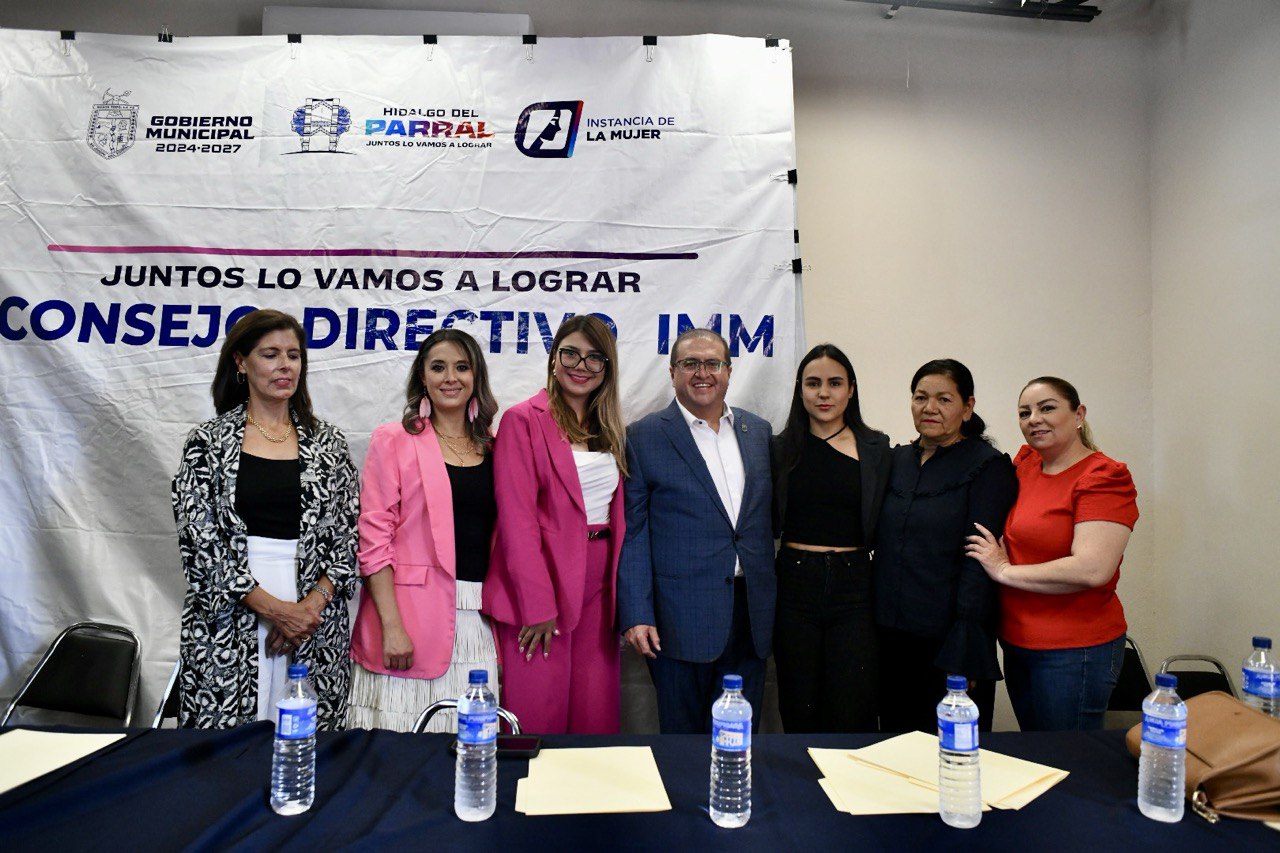 GOBIERNO
MUNICIPAL
2024-2027
HIDALGO DEL
PARRAL
JUNTOS LO VAMOS A LOGRAR
INSTANCIA DE
LA MUJER
JUNTOS LO VAMOS A LOGRAR
CONSEJO DIRECTIVO IMM